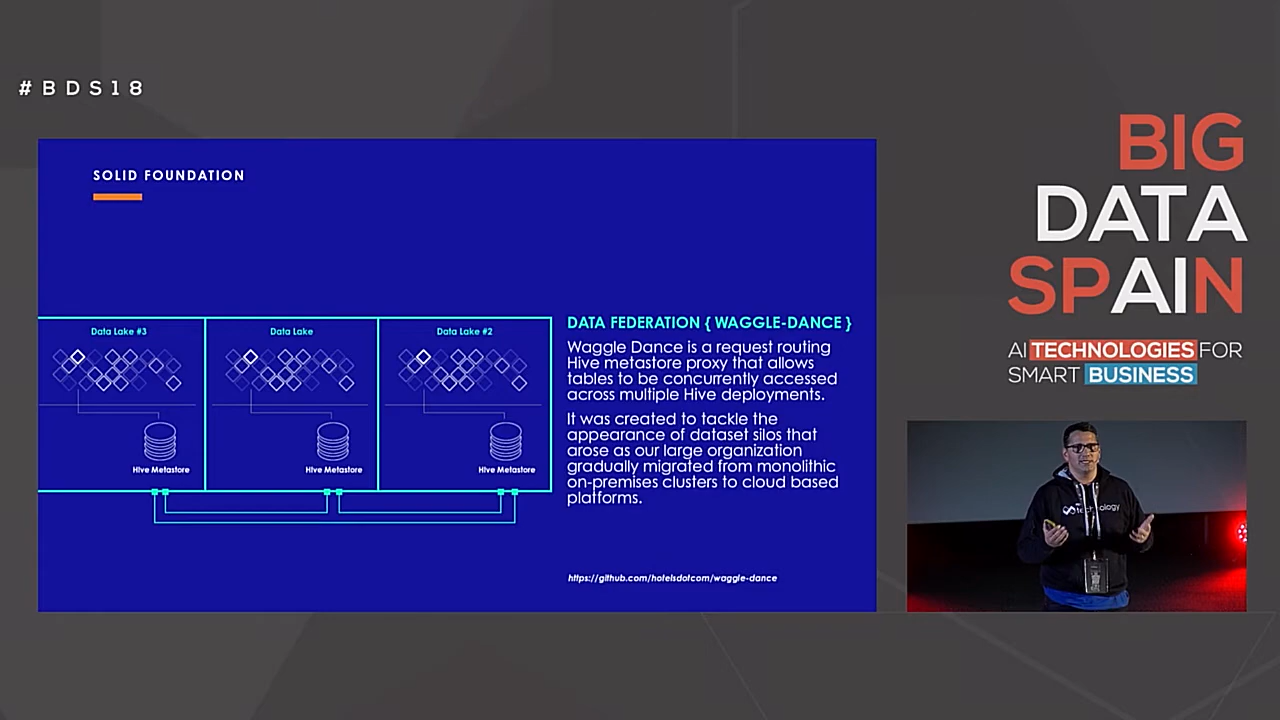 #BDS18
SOLID FOUNDATION
Data Lake #3
Data Lake
Data Lake #2
Hive Metastore
Hive Metastore
Hive Metastore
DATA FEDERATION { WAGGLE-DANCE }
Waggle Dance is a request routing
Hive metastore proxy that allows
tables to be concurrently accessed
across multiple Hive deployments.
It was created to tackle the
appearance of dataset silos that
arose as our large organization
gradually migrated from monolithic
on-premises clusters to cloud based
platforms.
https://github.com/hotelsdotcom/waggle-dance
BIG
DATA
SPAIN
AI TECHNOLOGIES FOR
SMART BUSINESS
technology